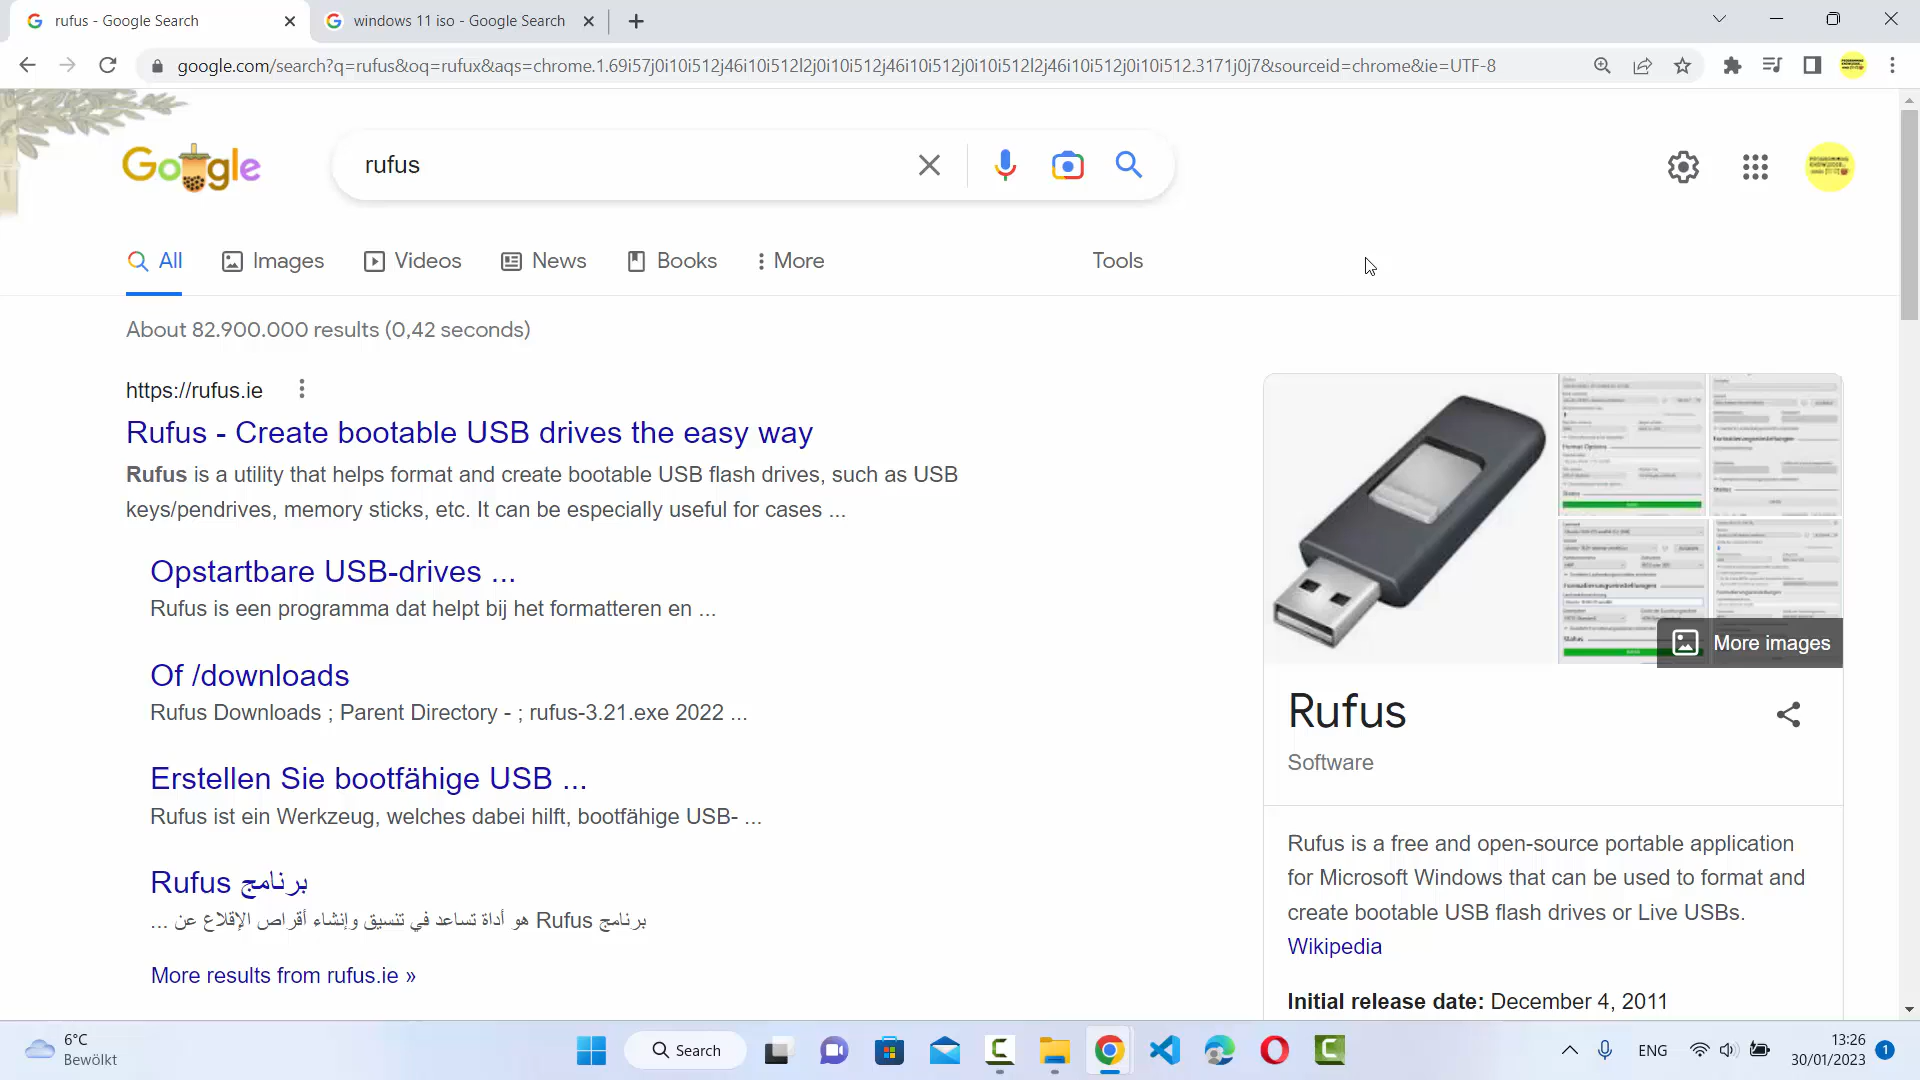 rufus - Google Search
windows 11 iso - Google Search
google.com/search?q=rufus&oq=rufux&aqs=chrome.1.69i57j0i10i512j46i10i512l2j0i10i512j46i10i512j0i10i512l2j46i10i512j0i10i512.3171j0j7&sourceid=chrome&ie=UTF-8
Google
rufus
All
Images
Videos
News
Books
More
Tools
About 82.900.000 results (0,42 seconds)
https://rufus.ie
Rufus - Create bootable USB drives the easy way
Rufus is a utility that helps format and create bootable USB flash drives, such as USB
keys/pendrives, memory sticks, etc. It can be especially useful for cases ...
Opstartbare USB-drives ...
Rufus is een programma dat helpt bij het formatteren en ...
Of /downloads
Rufus Downloads ; Parent Directory - ; rufus-3.21.exe 2022 ...
Erstellen Sie bootfähige USB ...
Rufus ist ein Werkzeug, welches dabei hilft, bootfähige USB- ...
برنامج Rufus
برنامج Rufus هو أداة تساعد في تنسيق وإنشاء أقراص الإقلاع عن ...
More results from rufus.ie »
More images
Rufus
Software
Rufus is a free and open-source portable application
for Microsoft Windows that can be used to format and
create bootable USB flash drives or Live USBs.
Wikipedia
Initial release date: December 4, 2011
6°C
Bewölkt
Search
ENG
13:26
30/01/2023
1